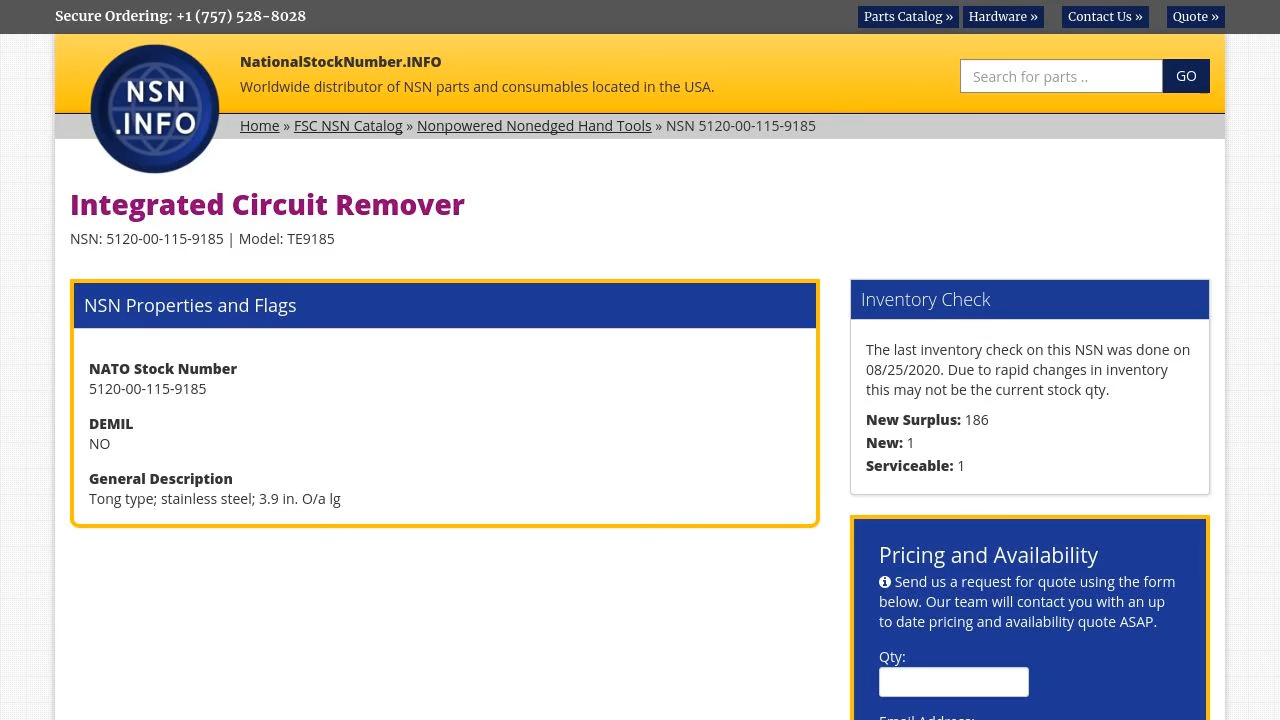 Secure Ordering: +1 (757) 528-8028
Parts Catalog »
Hardware »
Contact Us »
Quote »
NSN
.INFO
NationalStockNumber.INFO
Worldwide distributor of NSN parts and consumables located in the USA.
Search for parts ..
GO
Home » FSC NSN Catalog » Nonpowered Nonedged Hand Tools » NSN 5120-00-115-9185
Integrated Circuit Remover
NSN: 5120-00-115-9185 | Model: TE9185
NSN Properties and Flags
NATO Stock Number
5120-00-115-9185
DEMIL
NO
General Description
Tong type; stainless steel; 3.9 in. O/a lg
Inventory Check
The last inventory check on this NSN was done on
08/25/2020. Due to rapid changes in inventory
this may not be the current stock qty.
New Surplus: 186
New: 1
Serviceable: 1
Pricing and Availability
Send us a request for quote using the form
below. Our team will contact you with an up
to date pricing and availability quote ASAP.
Qty:
Email Address: